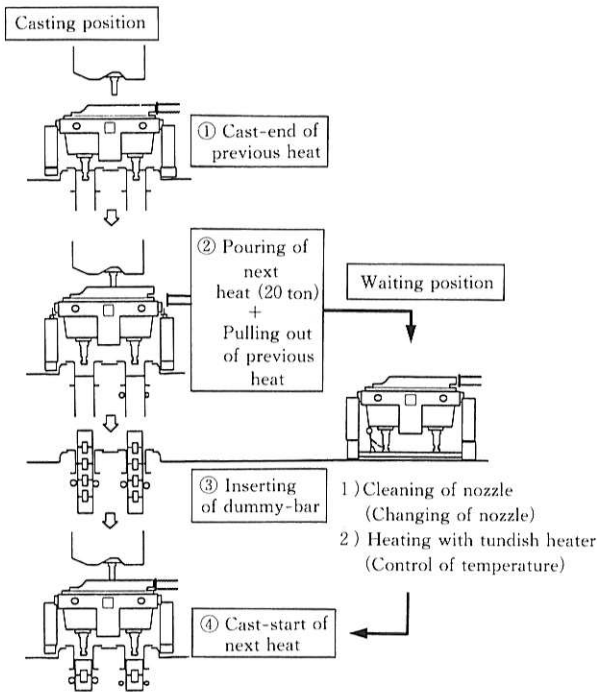 Casting position
① Cast-end of
previous heat
② Pouring of
next
heat (20 ton)
+
Pulling out
of previous
heat
Waiting position
③ Inserting
of dummy-bar
1) Cleaning of nozzle
(Changing of nozzle)
2) Heating with tundish heater
(Control of temperature)
④ Cast-start of
next heat